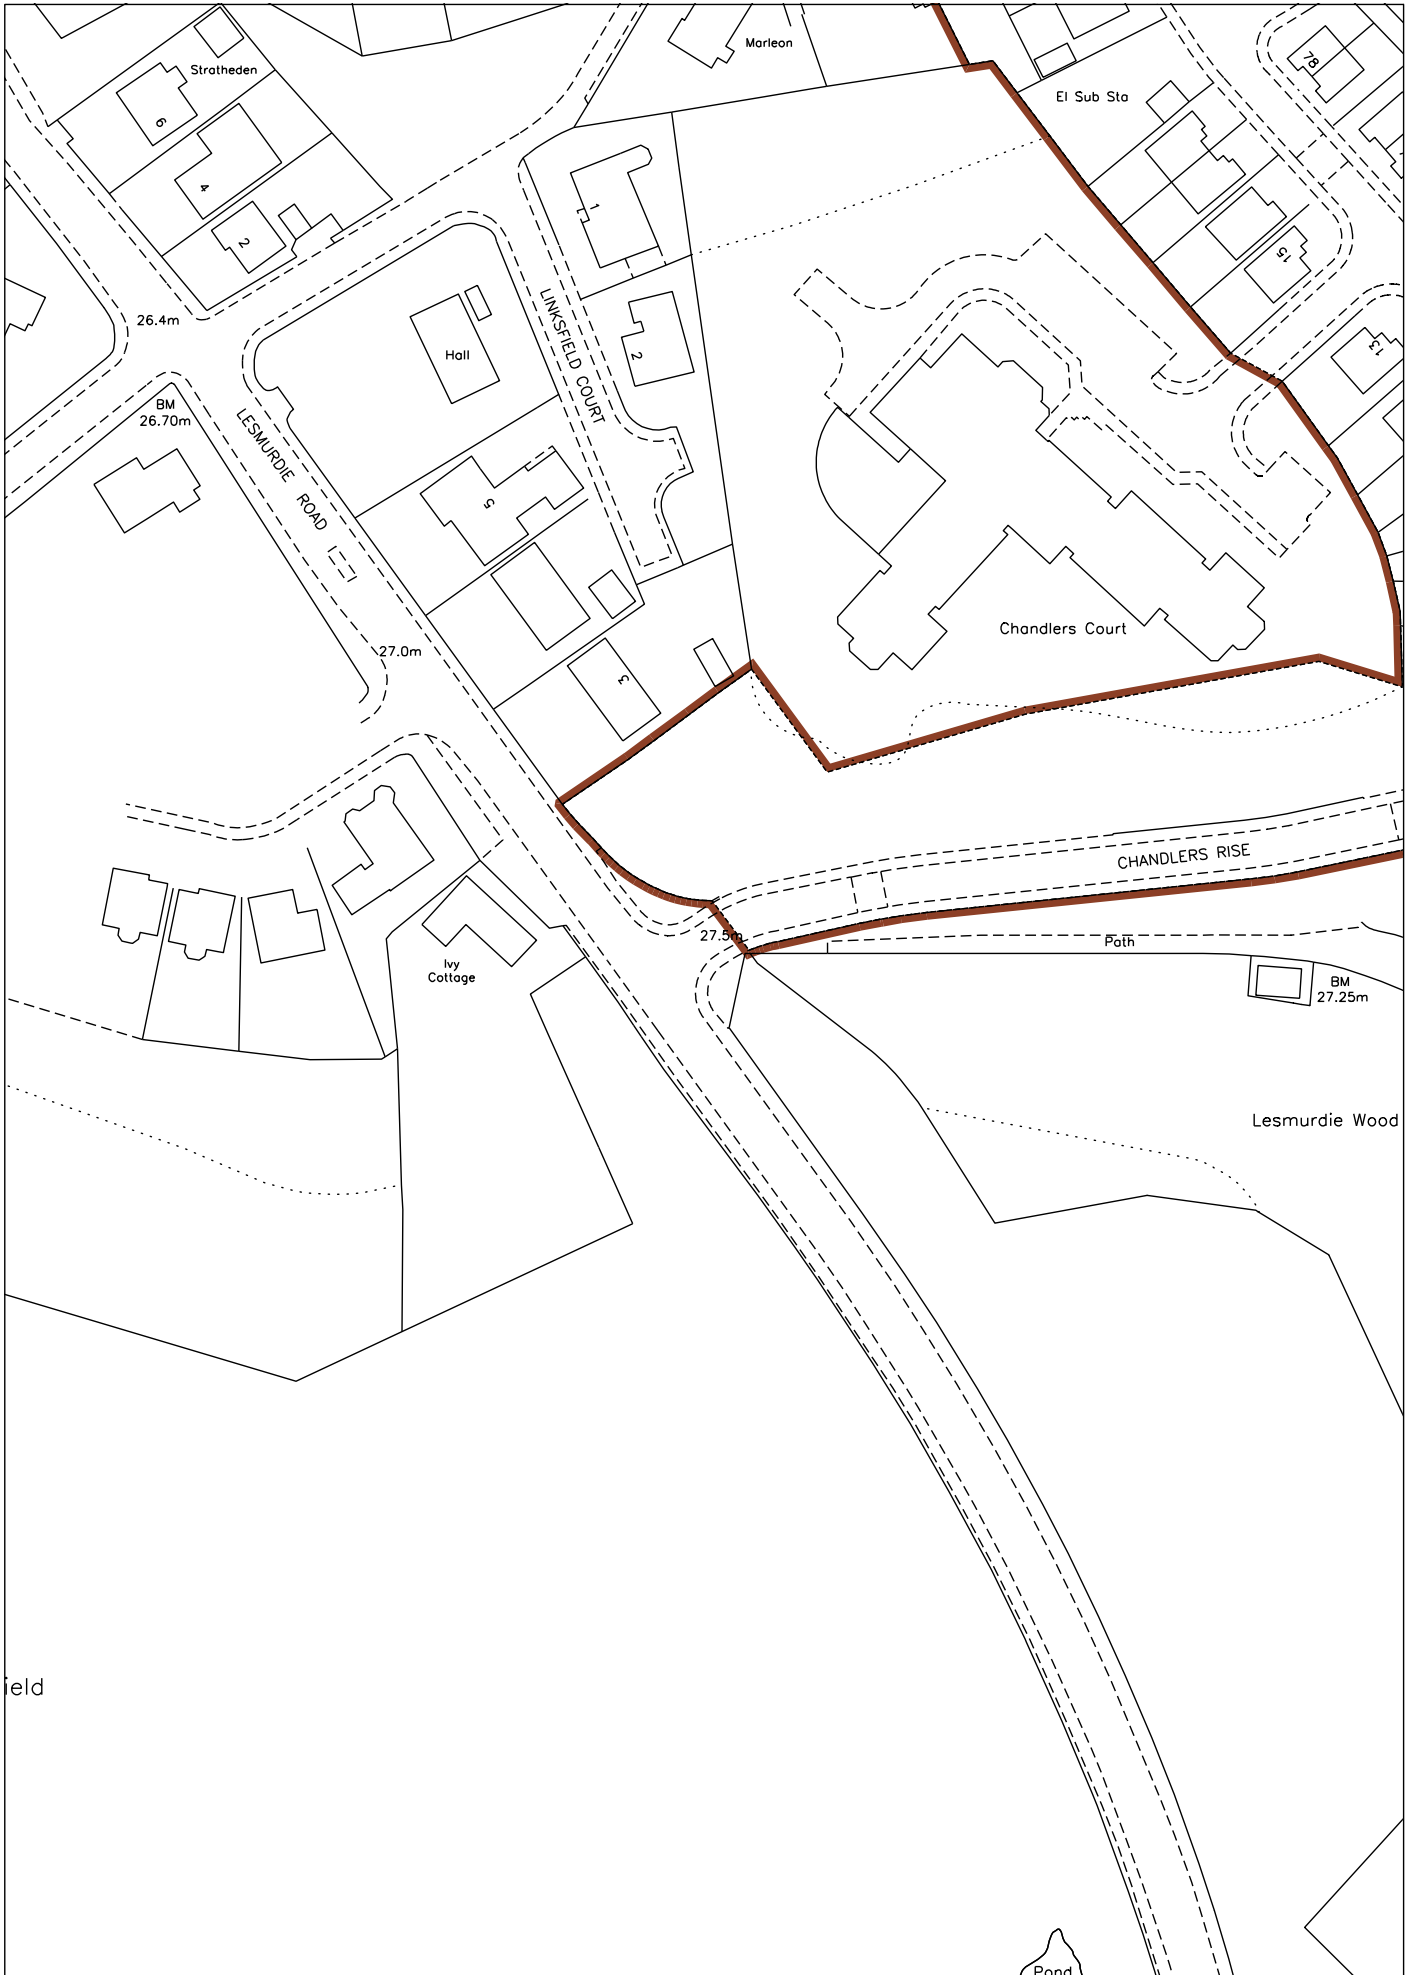 Marleon
Stratheden
El Sub Sta
78
6
4
2
1
15
13
26.4m
LINKSFIELD COURT
Hall
2
BM
26.70m
LESMURDIE ROAD
5
27.0m
3
Chandlers Court
CHANDLERS RISE
27.5m
Path
Ivy
Cottage
BM
27.25m
Lesmurdie Wood
ield
Pond